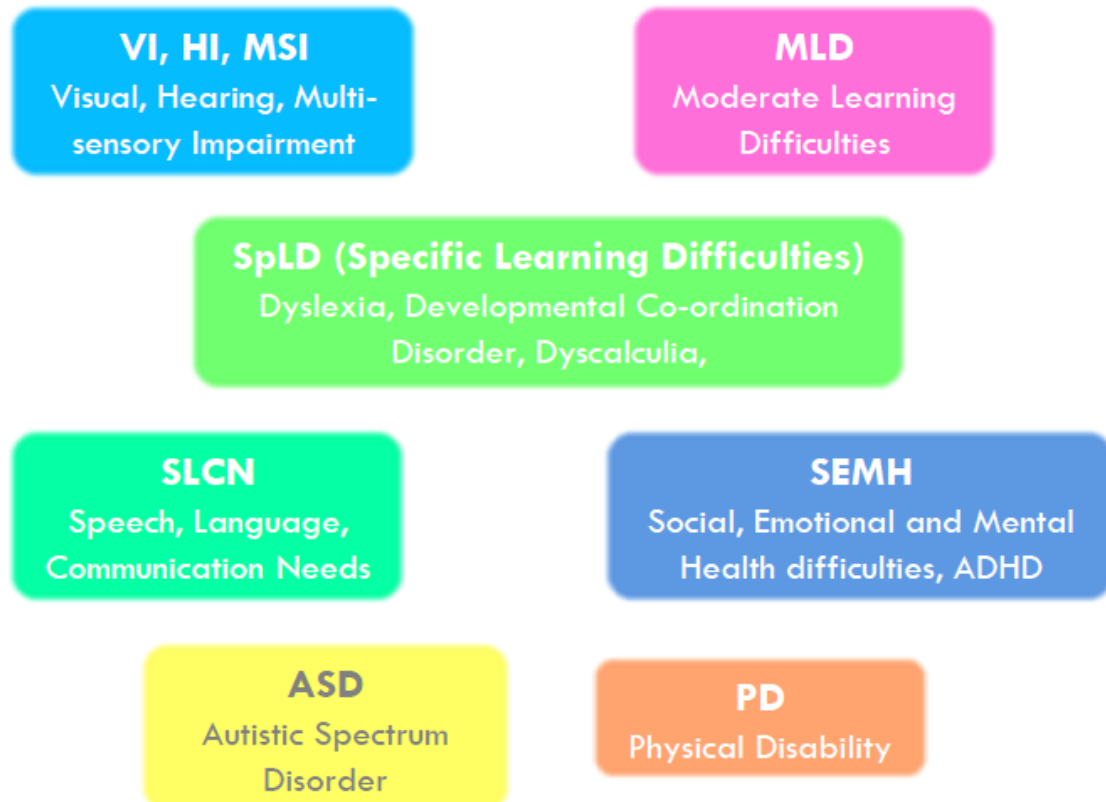 VI, HI, MSI
Visual, Hearing, Multi-
sensory Impairment
MLD
Moderate Learning
Difficulties
SpLD (Specific Learning Difficulties)
Dyslexia, Developmental Co-ordination
Disorder, Dyscalculia,
SLCN
Speech, Language,
Communication Needs
SEMH
Social, Emotional and Mental
Health difficulties, ADHD
ASD
Autistic Spectrum
Disorder
PD
Physical Disability